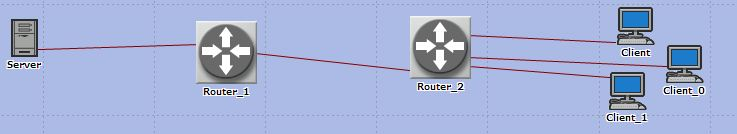 Server
Router_1
Router_2
Client
Client_0
Client_1